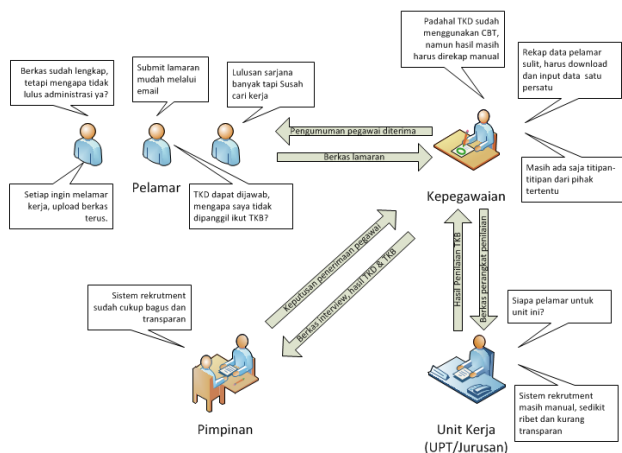 Padahal TKD sudah
menggunakan CBT,
namun hasil masih
harus direkap manual
Rekap data pelamar
sulit, harus download
dan input data satu
persatu
Berkas sudah lengkap,
tetapi mengapa tidak
lulus administrasi ya?
Submit lamaran
mudah melalui
email
Lulusan sarjana
banyak tapi Susah
cari kerja
Pengumuman pegawai diterima
Berkas lamaran
Pelamar
Kepegawaian
Setiap ingin melamar
kerja, upload berkas
terus.
TKD dapat dijawab,
mengapa saya tidak
dipanggil ikut TKB?
Masih ada saja titipan-
titipan dari pihak
tertentu
Keputusan penerimaan pegawai
Berkas interview, hasil TKD & TKB
Hasil Penilaian TKB
Berkas perangkat penilaian
Sistem rekrutment
sudah cukup bagus dan
transparan
Siapa pelamar untuk
unit ini?
Sistem rekrutment
masih manual, sedikit
ribet dan kurang
transparan
Pimpinan
Unit Kerja
(UPT/Jurusan)